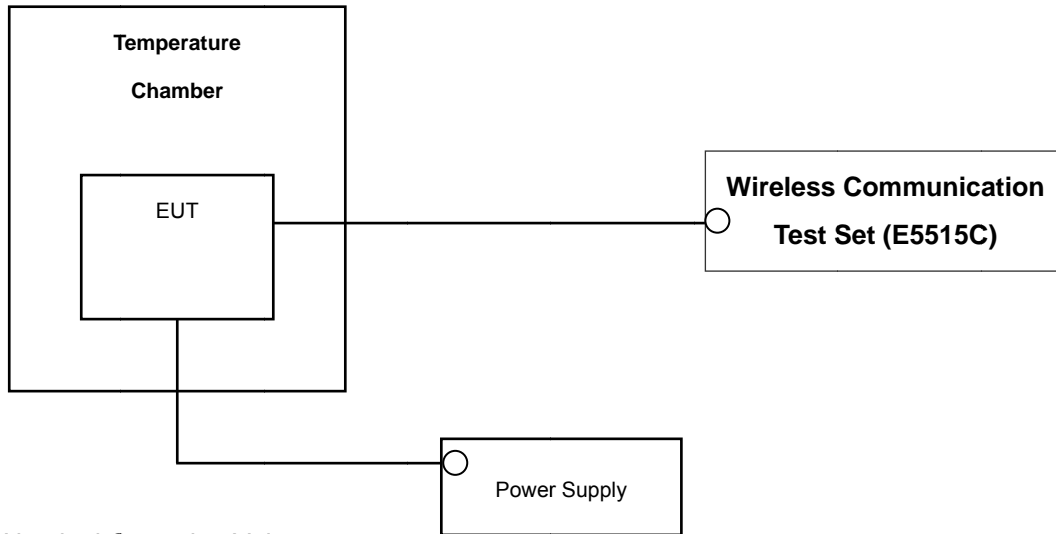 Temperature
Chamber
EUT
Wireless Communication
Test Set (E5515C)
Power Supply